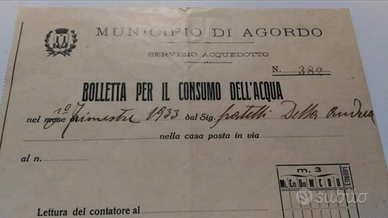 MUNICIPIO DI AGORDO
SERVIZIO ACQUEDOTTO
N. 382
BOLLETTA PER IL CONSUMO DELL'ACQUA
nel mese trimestre 1933 dal Sig. fratelli Della Andrea
nella casa posta in via
al n.
m. 3
Lettura del contatore al
subito